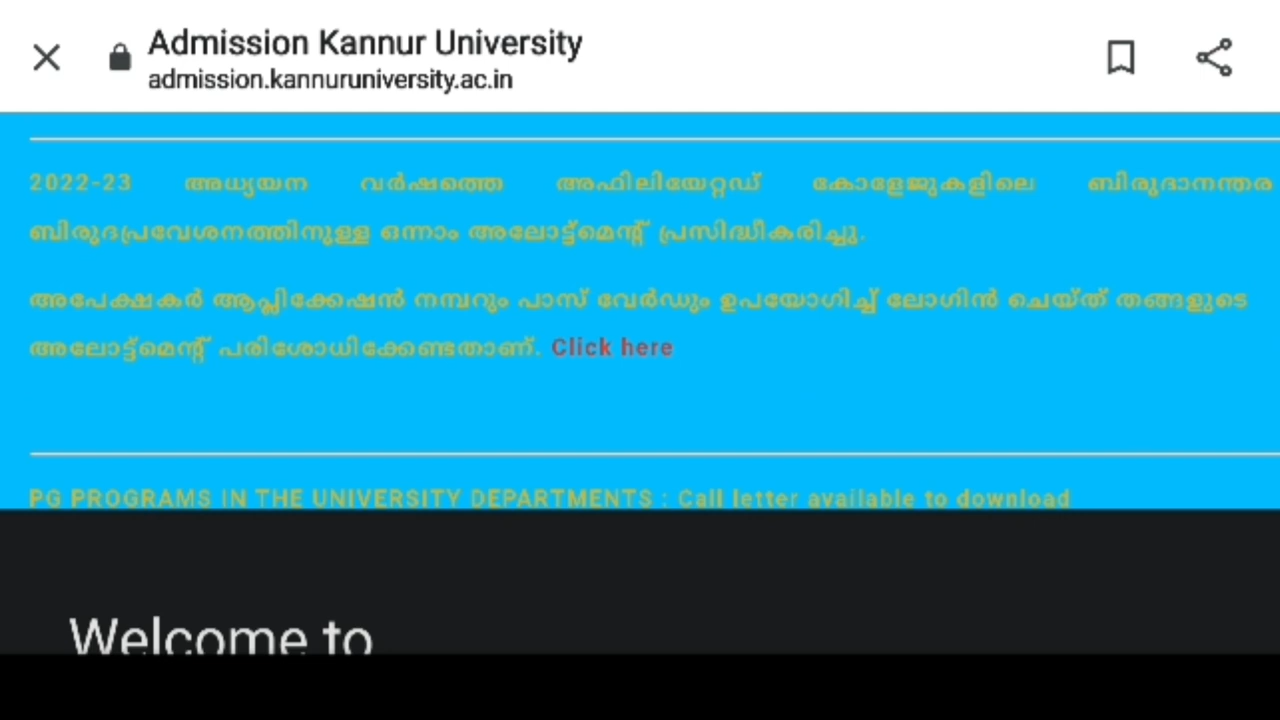 Admission Kannur University
admission.kannuruniversity.ac.in
2022-23 അധ്യയന വർഷത്തെ അഫിലിയേറ്റഡ് കോളേജുകളിലെ ബിരുദാനന്തര
ബിരുദപ്രവേശനത്തിനുള്ള ഒന്നാം അലോട്ട്മെന്റ് പ്രസിദ്ധീകരിച്ചു.
അപേക്ഷകർ ആപ്ലിക്കേഷൻ നമ്പറും പാസ് വേർഡും ഉപയോഗിച്ച് ലോഗിൻ ചെയ്ത് തങ്ങളുടെ
അലോട്ട്മെന്റ് പരിശോധിക്കേണ്ടതാണ്. Click here
PG PROGRAMS IN THE UNIVERSITY DEPARTMENTS : Call letter available to download
Welcome to